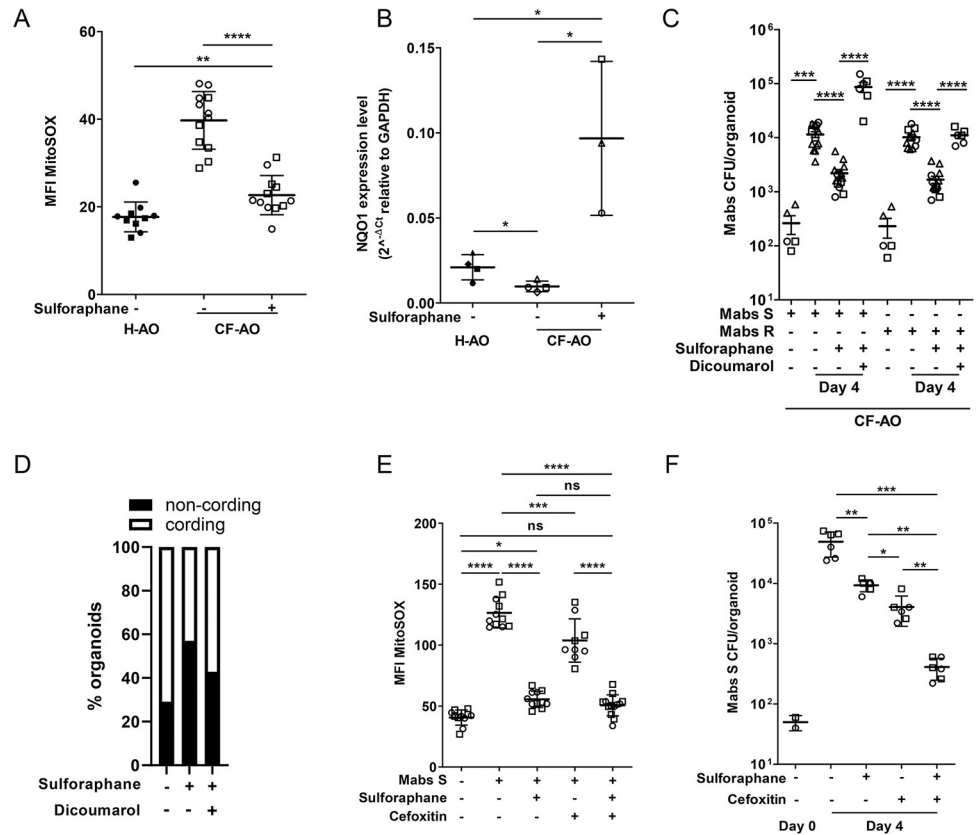 A
MFI MitoSOX
60
40
20
0
****
**
Sulforaphane - - +
H-AO CF-AO
B
NQO1 expression level
(2^-ΔCt relative to GAPDH)
0.15
0.10
0.05
0.00
*
*
*
Sulforaphane - - +
H-AO CF-AO
C
Mabs CFU/organoid
10^6
10^5
10^4
10^3
10^2
10^1
*** **** **** **** **** ****
Mabs S + + + + - - - -
Mabs R - - - - + + + +
Sulforaphane - - + + - - + +
Dicoumarol - - - + - - - +
Day 4 Day 4
CF-AO
D
non-cording
cording
% organoids
100
80
60
40
20
0
Sulforaphane - + +
Dicoumarol - - +
E
MFI MitoSOX
200
150
100
50
0
****
ns
***
ns
*
**** **** ****
Mabs S - + + + +
Sulforaphane - - + - +
Cefoxitin - - - + +
F
Mabs S CFU/organoid
10^5
10^4
10^3
10^2
10^1
***
** **
* **
Sulforaphane - - + - +
Cefoxitin - - - + +
Day 0 Day 4